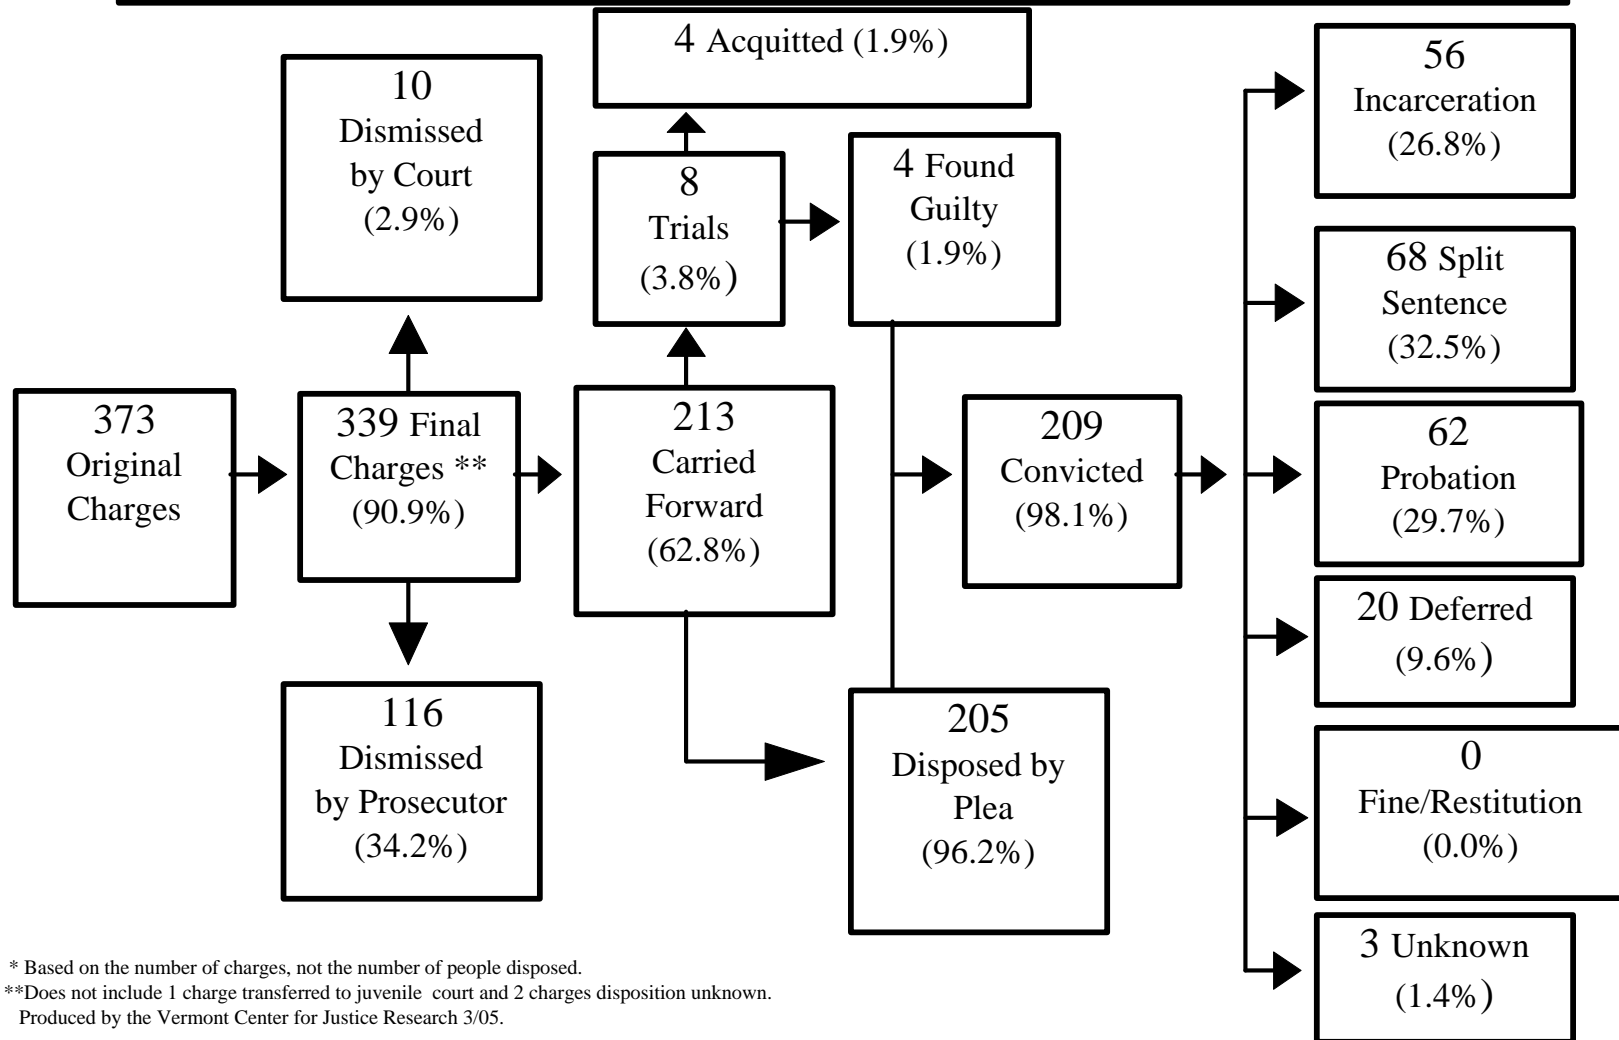 4 Acquitted (1.9%)
10
Dismissed
by Court
(2.9%)
8
Trials
(3.8%)
4 Found
Guilty
(1.9%)
56
Incarceration
(26.8%)
68 Split
Sentence
(32.5%)
373
Original
Charges
339 Final
Charges **
(90.9%)
213
Carried
Forward
(62.8%)
209
Convicted
(98.1%)
62
Probation
(29.7%)
20 Deferred
(9.6%)
116
Dismissed
by Prosecutor
(34.2%)
205
Disposed by
Plea
(96.2%)
0
Fine/Restitution
(0.0%)
3 Unknown
(1.4%)
* Based on the number of charges, not the number of people disposed.
**Does not include 1 charge transferred to juvenile court and 2 charges disposition unknown.
Produced by the Vermont Center for Justice Research 3/05.